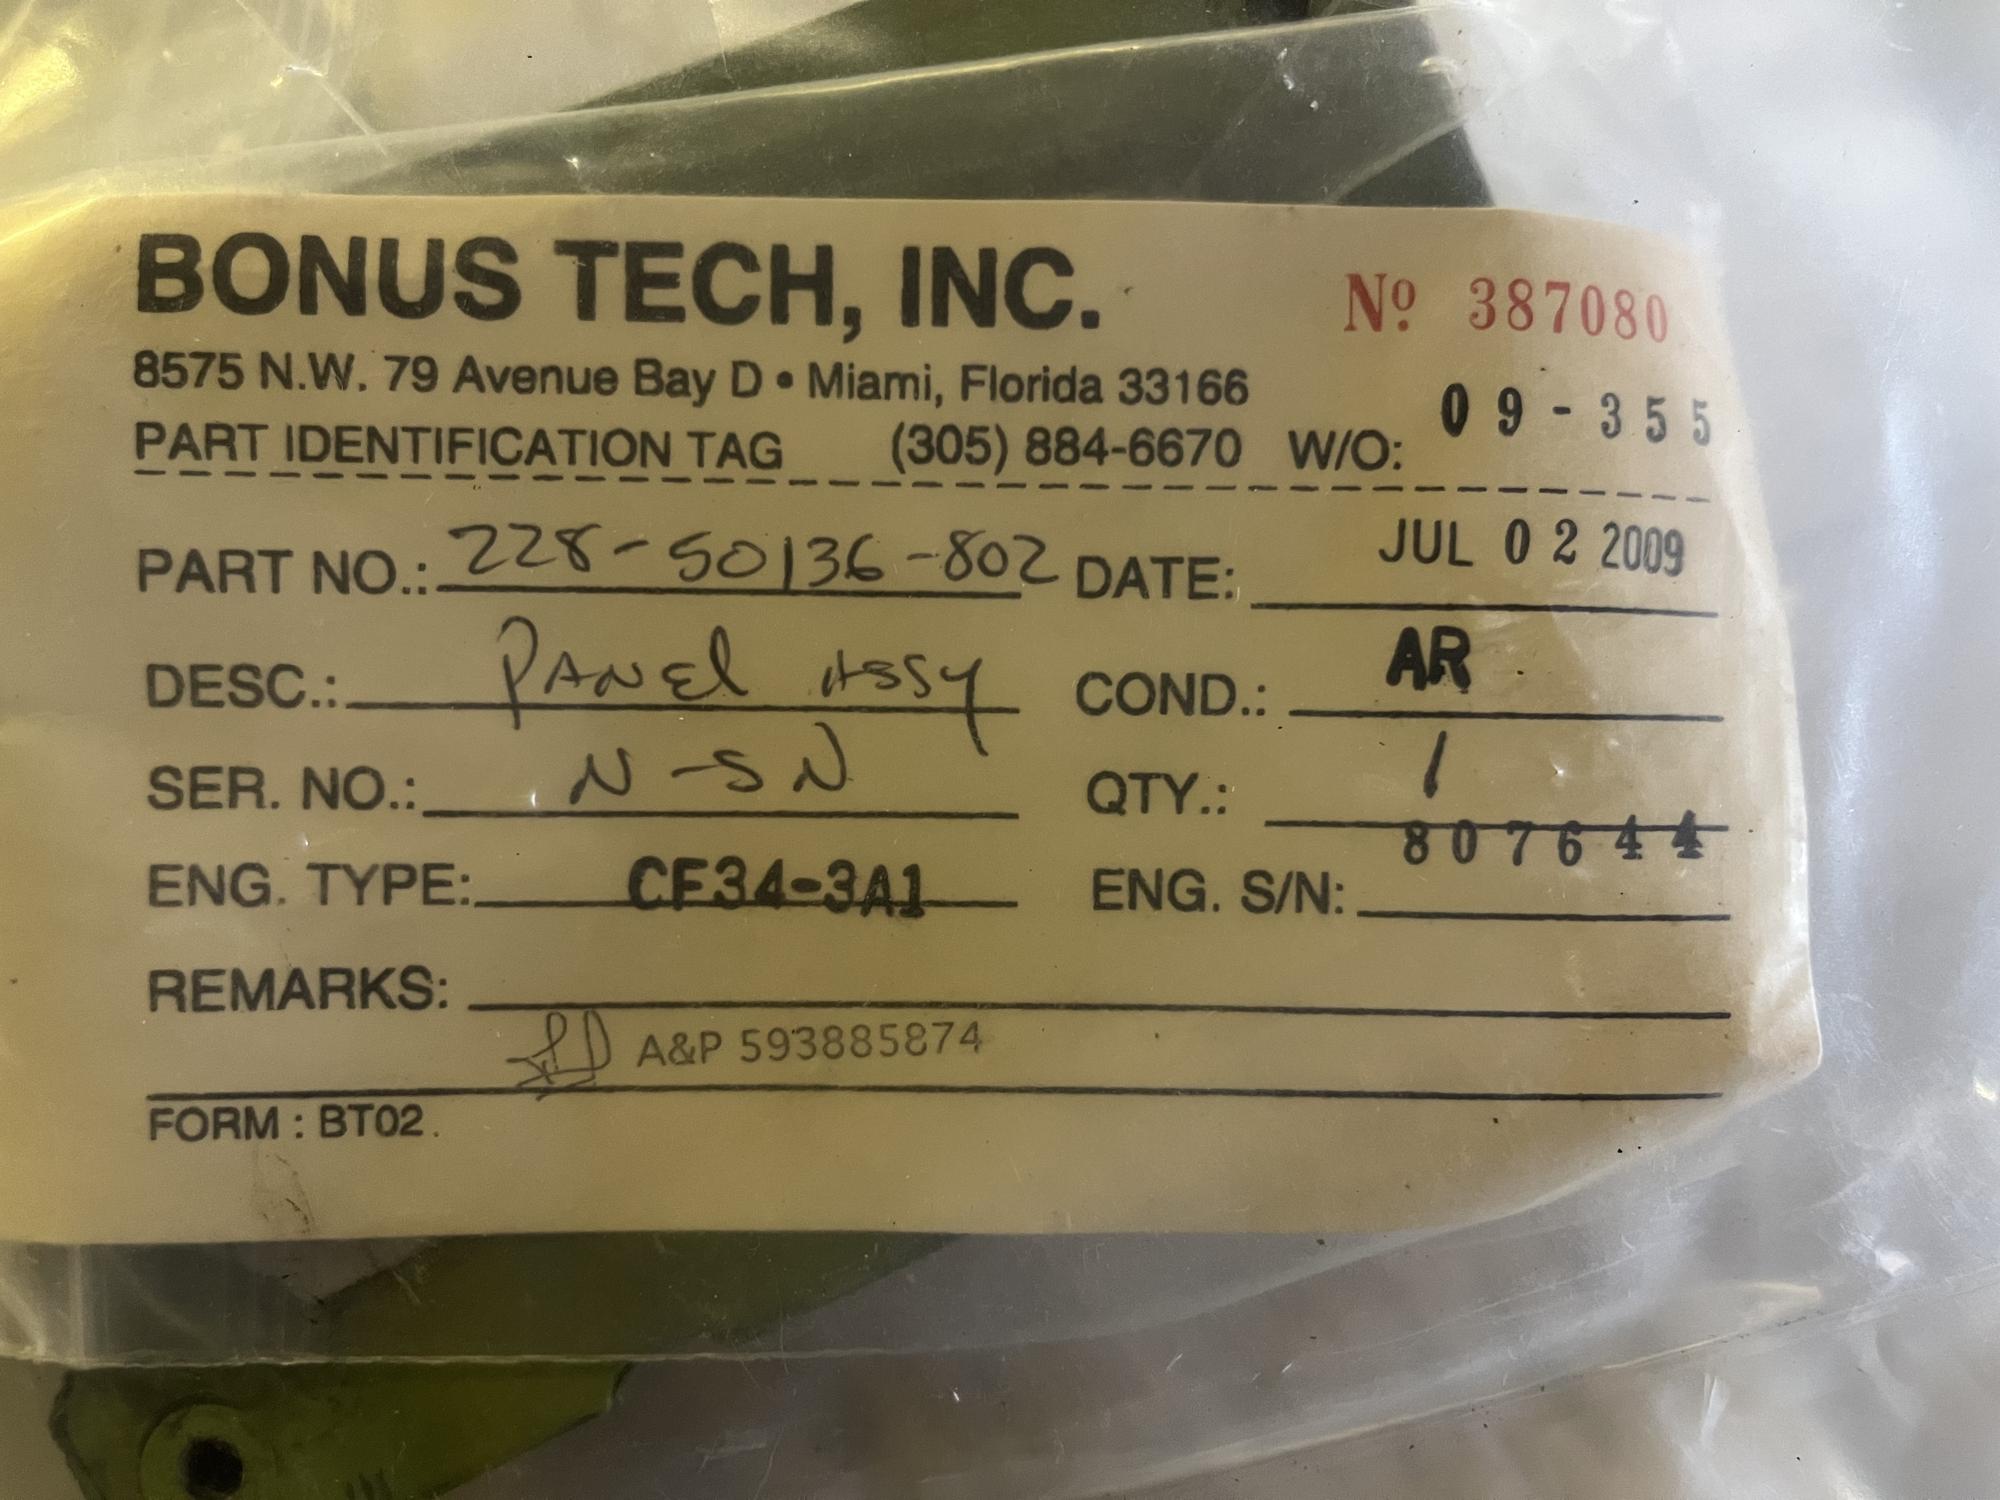 BONUS TECH, INC.
Nº 387080
8575 N.W. 79 Avenue Bay D • Miami, Florida 33166
PART IDENTIFICATION TAG (305) 884-6670 W/O: 09-355
PART NO.: 228-50136-802 DATE: JUL 02 2009
DESC.: PANEl ASSY COND.: AR
SER. NO.: N-SN QTY.: 1
ENG. TYPE: CF34-3A1 ENG. S/N: 807644
REMARKS:
A&P 593885874
FORM : BT02.